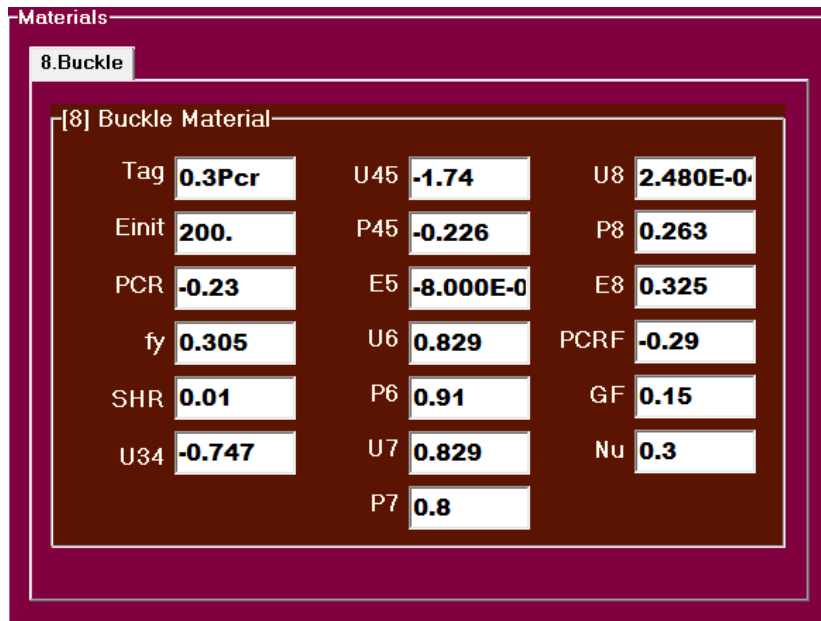 Materials
8.Buckle
[8] Buckle Material
Tag 0.3Pcr U45 -1.74 U8 2.480E-0
Einit 200. P45 -0.226 P8 0.263
PCR -0.23 E5 -8.000E-0 E8 0.325
fy 0.305 U6 0.829 PCRF -0.29
SHR 0.01 P6 0.91 GF 0.15
U34 -0.747 U7 0.829 Nu 0.3
P7 0.8